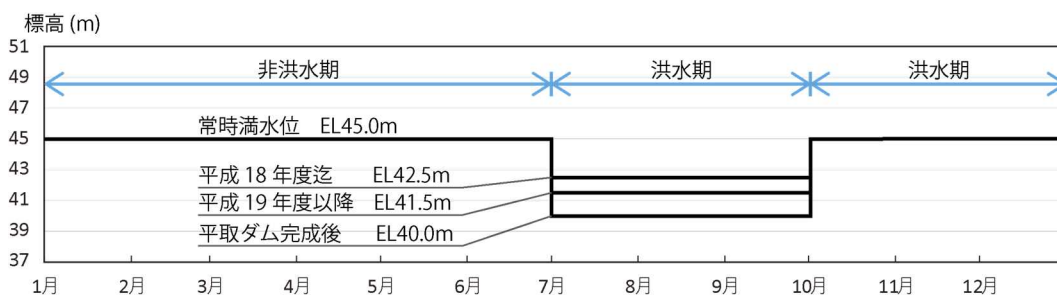 標高 (m)
51
非洪水期 洪水期 洪水期
49
47
常時満水位 EL45.0m
45
43
平成 18 年度迄 EL42.5m
平成 19 年度以降 EL41.5m
41
平取ダム完成後 EL40.0m
39
37
1月 2月 3月 4月 5月 6月 7月 8月 9月 10月 11月 12月